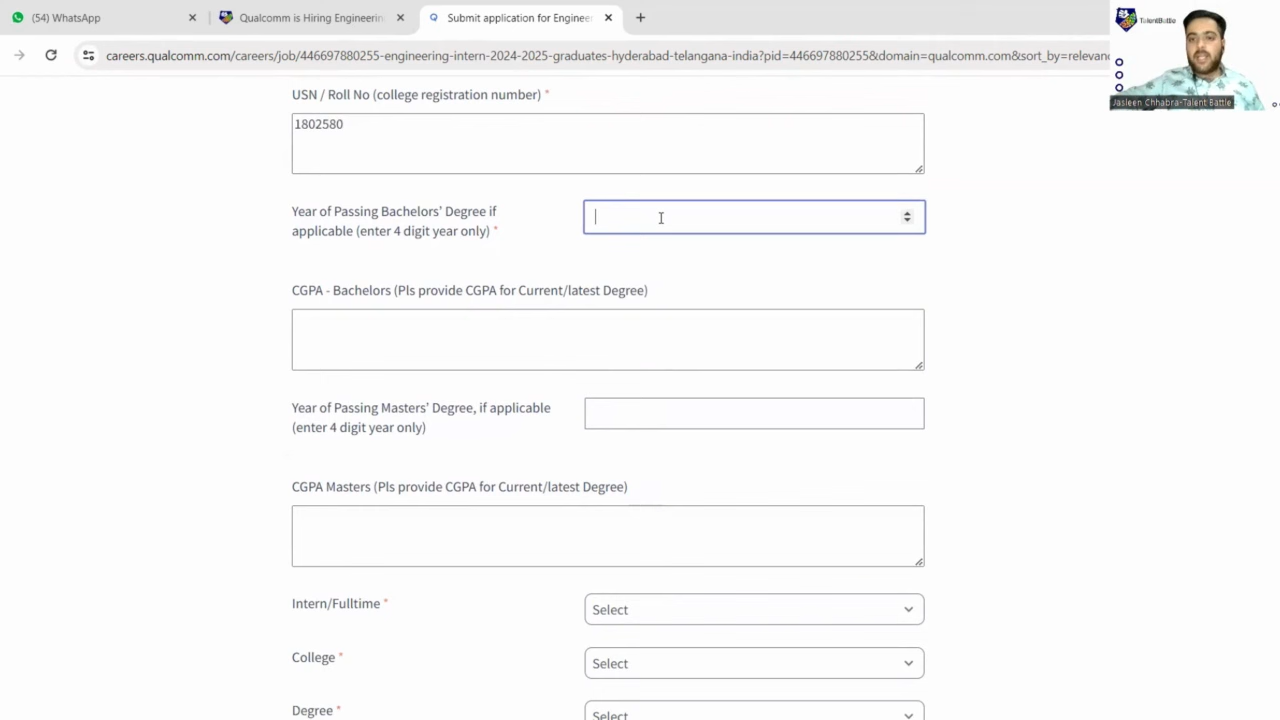 (54) WhatsApp
Qualcomm is Hiring Engineerin
Submit application for Enginee
TalentBattle
careers.qualcomm.com/careers/job/446697880255-engineering-intern-2024-2025-graduates-hyderabad-telangana-india?pid=446697880255&domain=qualcomm.com&sort_by=relevan
Jasleen Chhabra-Talent Battle
USN / Roll No (college registration number) *
1802580
Year of Passing Bachelors’ Degree if
applicable (enter 4 digit year only) *
CGPA - Bachelors (Pls provide CGPA for Current/latest Degree)
Year of Passing Masters’ Degree, if applicable
(enter 4 digit year only)
CGPA Masters (Pls provide CGPA for Current/latest Degree)
Intern/Fulltime *
Select
College *
Select
Degree *
Select